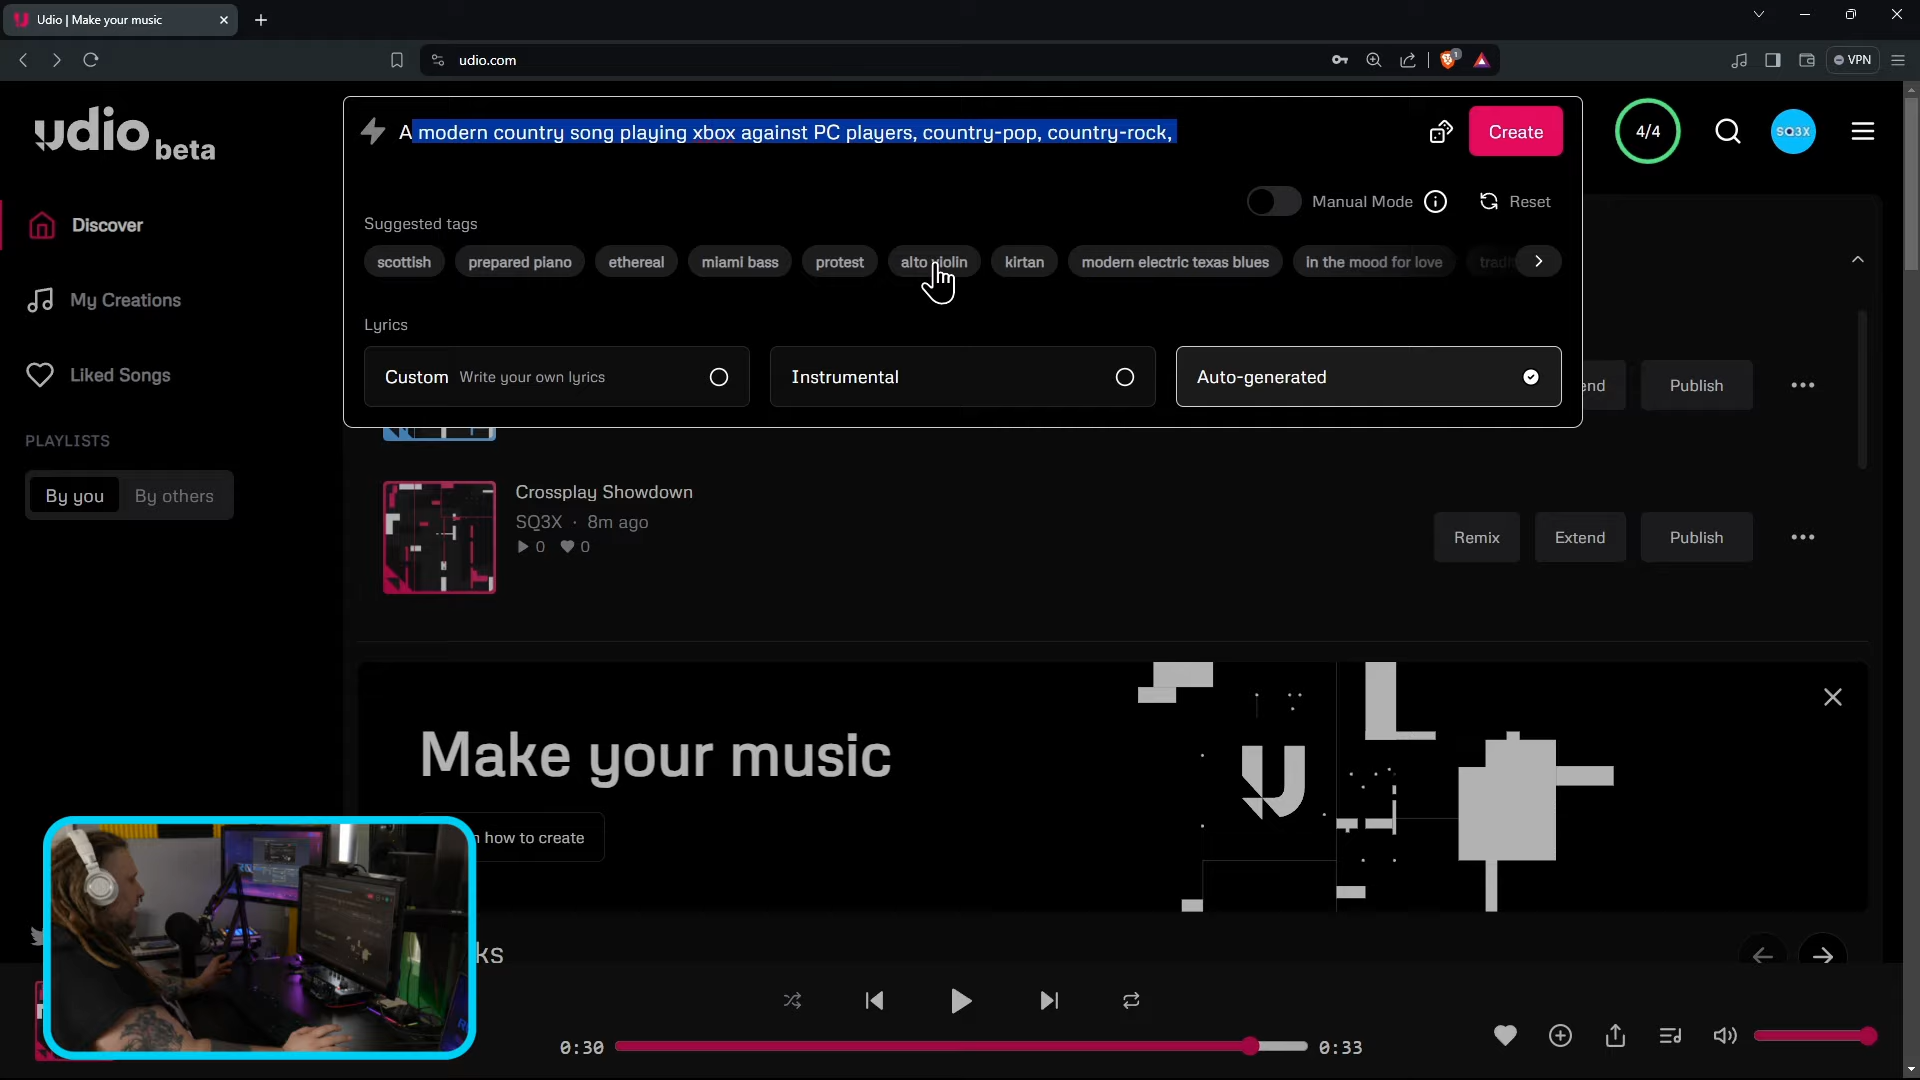 Udio | Make your music
udio.com
1
VPN
udio beta
A modern country song playing xbox against PC players, country-pop, country-rock,
Create
4/4
SQ3X
Manual Mode
Reset
Discover
Suggested tags
scottish
prepared piano
ethereal
miami bass
protest
alto violin
kirtan
modern electric texas blues
in the mood for love
My Creations
Lyrics
Custom Write your own lyrics
Instrumental
Auto-generated
Liked Songs
Publish
PLAYLISTS
By you
By others
Crossplay Showdown
SQ3X · 8m ago
0
0
Remix
Extend
Publish
Make your music
how to create
0:30
0:33